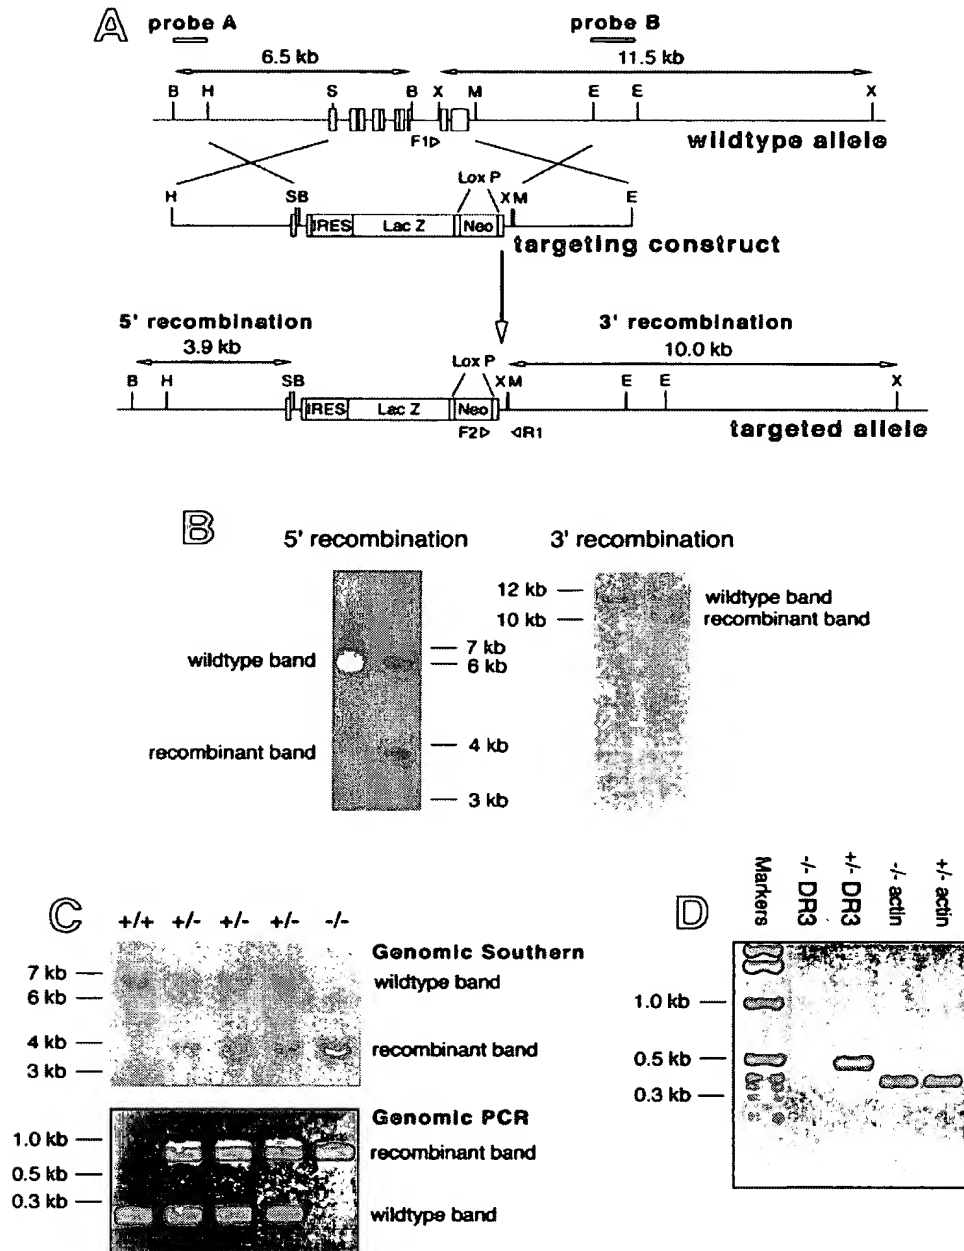 A
probe A
probe B
6.5 kb
11.5 kb
B H S B X M E E X
F1
wildtype allele
Lox P
H SB XM E
IRES Lac Z Neo
targeting construct
5' recombination
3' recombination
3.9 kb
10.0 kb
Lox P
B H SB XM E E X
IRES Lac Z Neo
F2 R1
targeted allele
B
5' recombination
3' recombination
12 kb
wildtype band
10 kb
recombinant band
7 kb
wildtype band
6 kb
4 kb
recombinant band
3 kb
C
+/+ +/- +/- +/- -/-
Genomic Southern
7 kb
wildtype band
6 kb
4 kb
recombinant band
3 kb
Genomic PCR
1.0 kb
recombinant band
0.5 kb
0.3 kb
wildtype band
D
Markers
-/- DR3
+/- DR3
-/- actin
+/- actin
1.0 kb
0.5 kb
0.3 kb